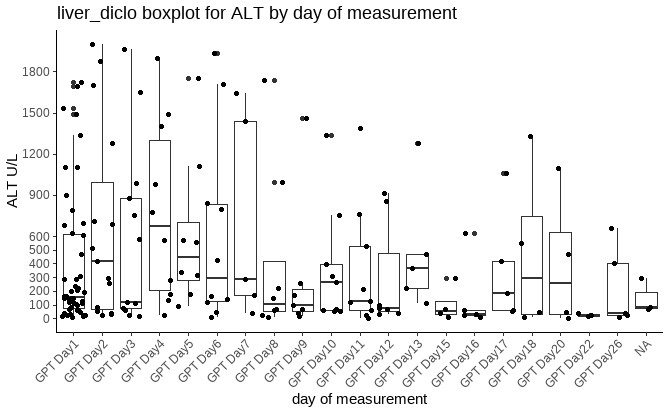 liver_diclo boxplot for ALT by day of measurement
ALT U/L
1800
1500
1200
900
600
500
400
300
200
100
0
GPT Day1
GPT Day2
GPT Day3
GPT Day4
GPT Day5
GPT Day6
GPT Day7
GPT Day8
GPT Day9
GPT Day10
GPT Day11
GPT Day12
GPT Day13
GPT Day15
GPT Day16
GPT Day17
GPT Day18
GPT Day20
GPT Day22
GPT Day26
NA
day of measurement